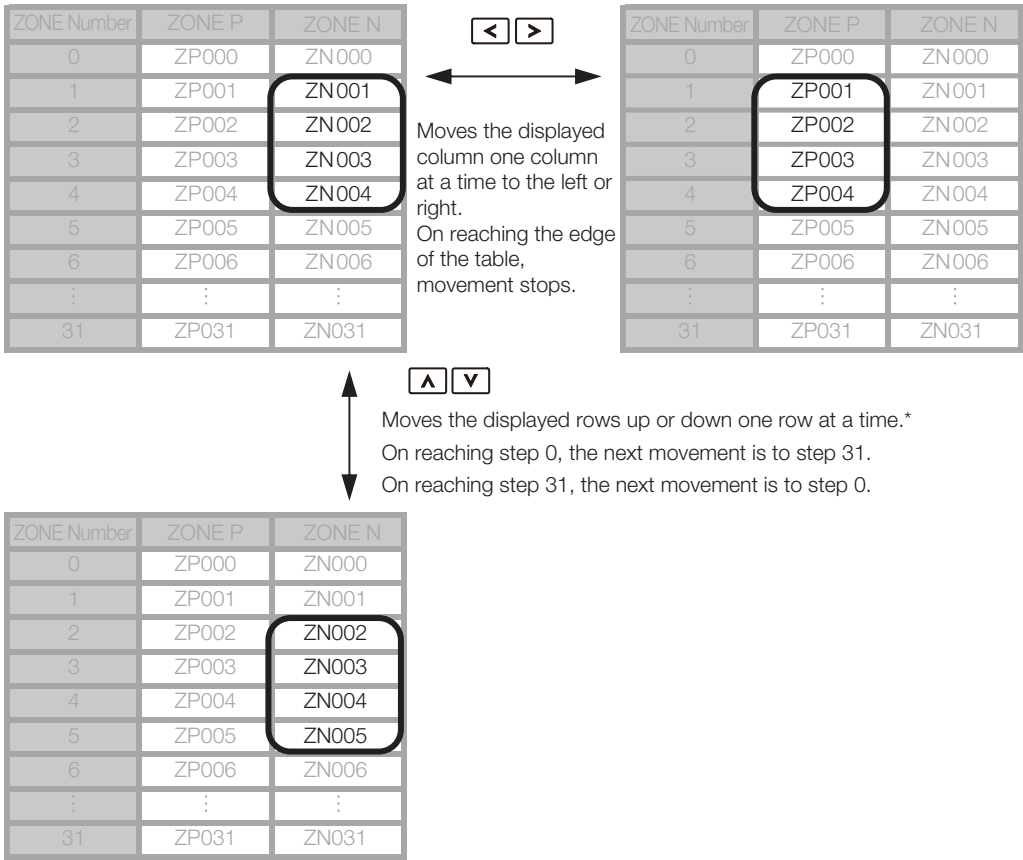 ZONE Number ZONE P ZONE N
0 ZP000 ZN000
1 ZP001 ZN001
2 ZP002 ZN002
3 ZP003 ZN003
4 ZP004 ZN004
5 ZP005 ZN005
6 ZP006 ZN006
⋮ ⋮ ⋮
31 ZP031 ZN031
< >
Moves the displayed
column one column
at a time to the left or
right.
On reaching the edge
of the table,
movement stops.
ZONE Number ZONE P ZONE N
0 ZP000 ZN000
1 ZP001 ZN001
2 ZP002 ZN002
3 ZP003 ZN003
4 ZP004 ZN004
5 ZP005 ZN005
6 ZP006 ZN006
⋮ ⋮ ⋮
31 ZP031 ZN031
∧ ∨
Moves the displayed rows up or down one row at a time.*
On reaching step 0, the next movement is to step 31.
On reaching step 31, the next movement is to step 0.
ZONE Number ZONE P ZONE N
0 ZP000 ZN000
1 ZP001 ZN001
2 ZP002 ZN002
3 ZP003 ZN003
4 ZP004 ZN004
5 ZP005 ZN005
6 ZP006 ZN006
⋮ ⋮ ⋮
31 ZP031 ZN031